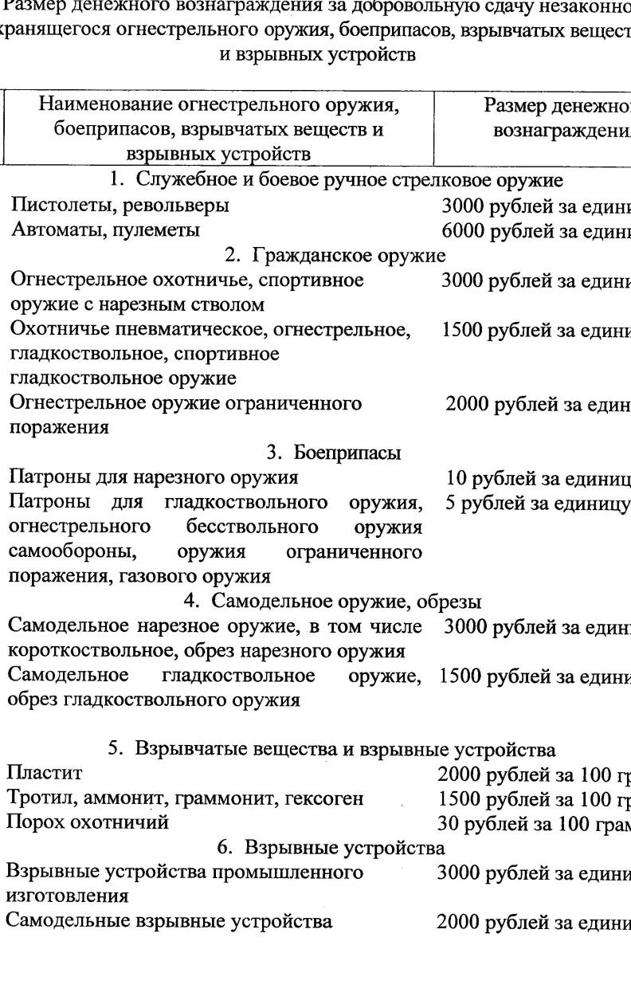 Размер денежного вознаграждения за добровольную сдачу незаконно
хранящегося огнестрельного оружия, боеприпасов, взрывчатых вещест
и взрывных устройств
Наименование огнестрельного оружия, Размер денежно
боеприпасов, взрывчатых веществ и вознаграждени
взрывных устройств
1. Служебное и боевое ручное стрелковое оружие
Пистолеты, револьверы 3000 рублей за едини
Автоматы, пулеметы 6000 рублей за едини
2. Гражданское оружие
Огнестрельное охотничье, спортивное 3000 рублей за едини
оружие с нарезным стволом
Охотничье пневматическое, огнестрельное, 1500 рублей за едини
гладкоствольное, спортивное
гладкоствольное оружие
Огнестрельное оружие ограниченного 2000 рублей за един
поражения
3. Боеприпасы
Патроны для нарезного оружия 10 рублей за единиц
Патроны для гладкоствольного оружия, 5 рублей за единицу
огнестрельного бесствольного оружия
самообороны, оружия ограниченного
поражения, газового оружия
4. Самодельное оружие, обрезы
Самодельное нарезное оружие, в том числе 3000 рублей за един
короткоствольное, обрез нарезного оружия
Самодельное гладкоствольное оружие, 1500 рублей за едини
обрез гладкоствольного оружия
5. Взрывчатые вещества и взрывные устройства
Пластит 2000 рублей за 100 гр
Тротил, аммонит, граммонит, гексоген 1500 рублей за 100 гр
Порох охотничий 30 рублей за 100 грам
6. Взрывные устройства
Взрывные устройства промышленного 3000 рублей за едини
изготовления
Самодельные взрывные устройства 2000 рублей за едини